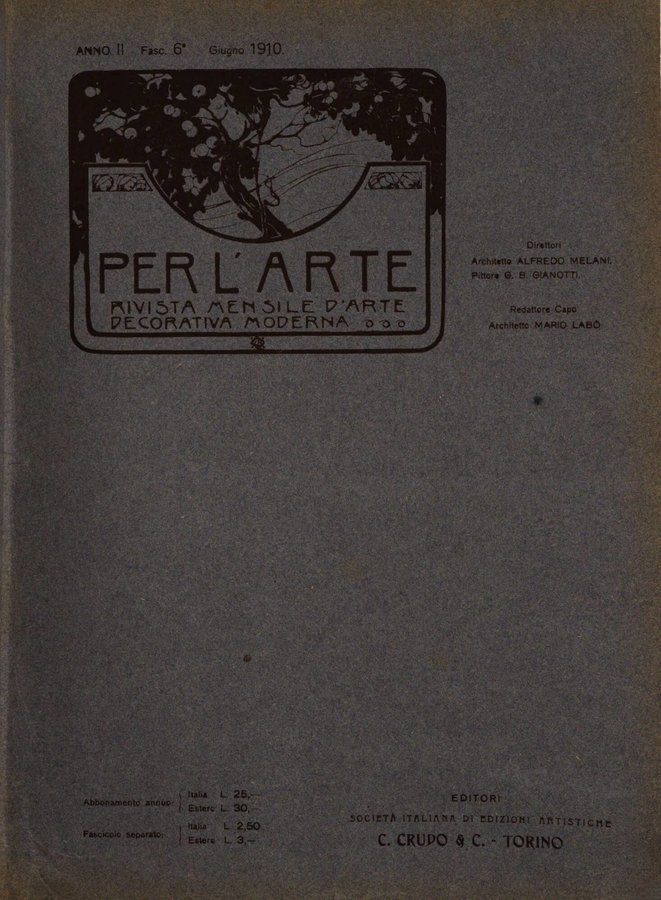 ANNO II Fasc. 6° Giugno 1910.
PER L'ARTE
RIVISTA MENSILE D'ARTE
DECORATIVA MODERNA
Direttori
Architetto ALFREDO MELANI.
Pittore G. B. GIANOTTI.
Redattore Capo
Architetto MARIO LABÒ
Abbonamento annuo:
Italia L. 25,—
Estero L. 30,—
Fascicolo separato:
Italia L. 2,50
Estero L. 3,—
EDITORI
SOCIETÀ ITALIANA DI EDIZIONI ARTISTICHE
C. CRUDO & C. - TORINO